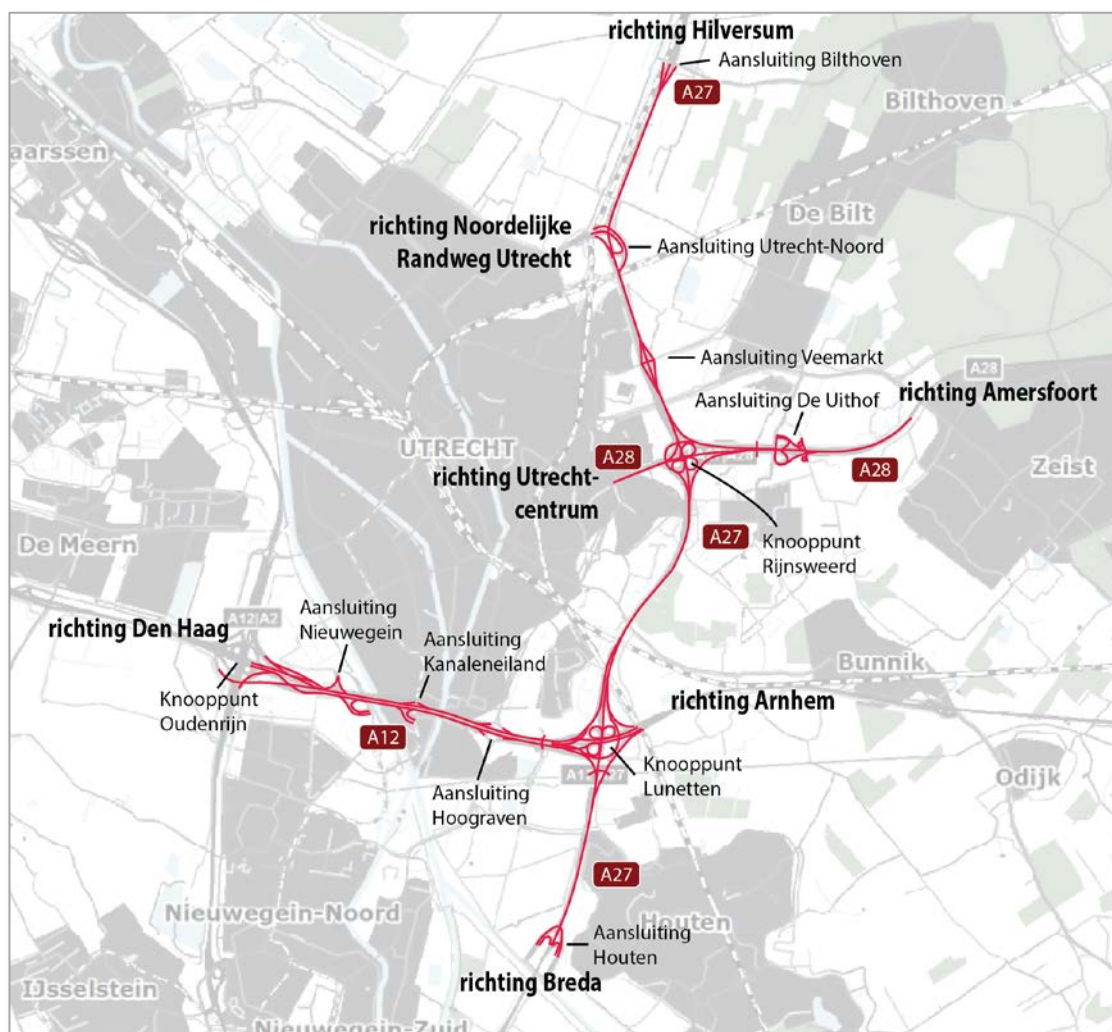 richting Hilversum
Aansluiting Bilthoven
A27
Bilthoven
aarssen
De Bilt
richting Noordelijke
Randweg Utrecht
Aansluiting Utrecht-Noord
Aansluiting Veemarkt
A28
richting Amersfoort
Aansluiting De Uithof
UTRECHT
A28
A28
Zeist
richting Utrecht-
centrum
A27
Knooppunt
Rijnsweerd
De Meern
Aansluiting
Nieuwegein
A12|A2
richting Den Haag
Aansluiting
Kanaleneiland
Bunnik
Knooppunt
Oudenrijn
richting Arnhem
A12
Knooppunt
Lunetten
Aansluiting
Hoograven
Odijk
A27
Nieuwegein-Noord
Houten
Aansluiting
Houten
richting Breda
IJsselstein
Nieuwegein-Zuid